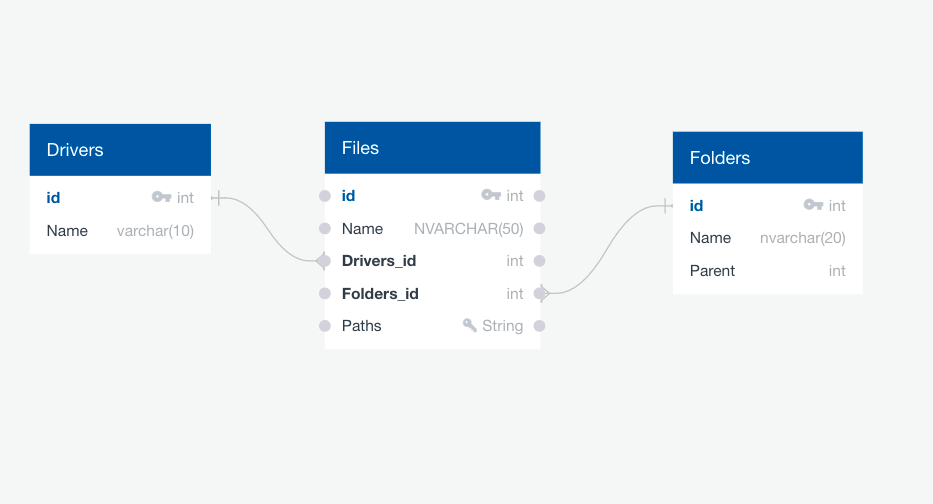 Drivers
id int
Name varchar(10)
Files
id int
Name NVARCHAR(50)
Drivers_id int
Folders_id int
Paths String
Folders
id int
Name nvarchar(20)
Parent int